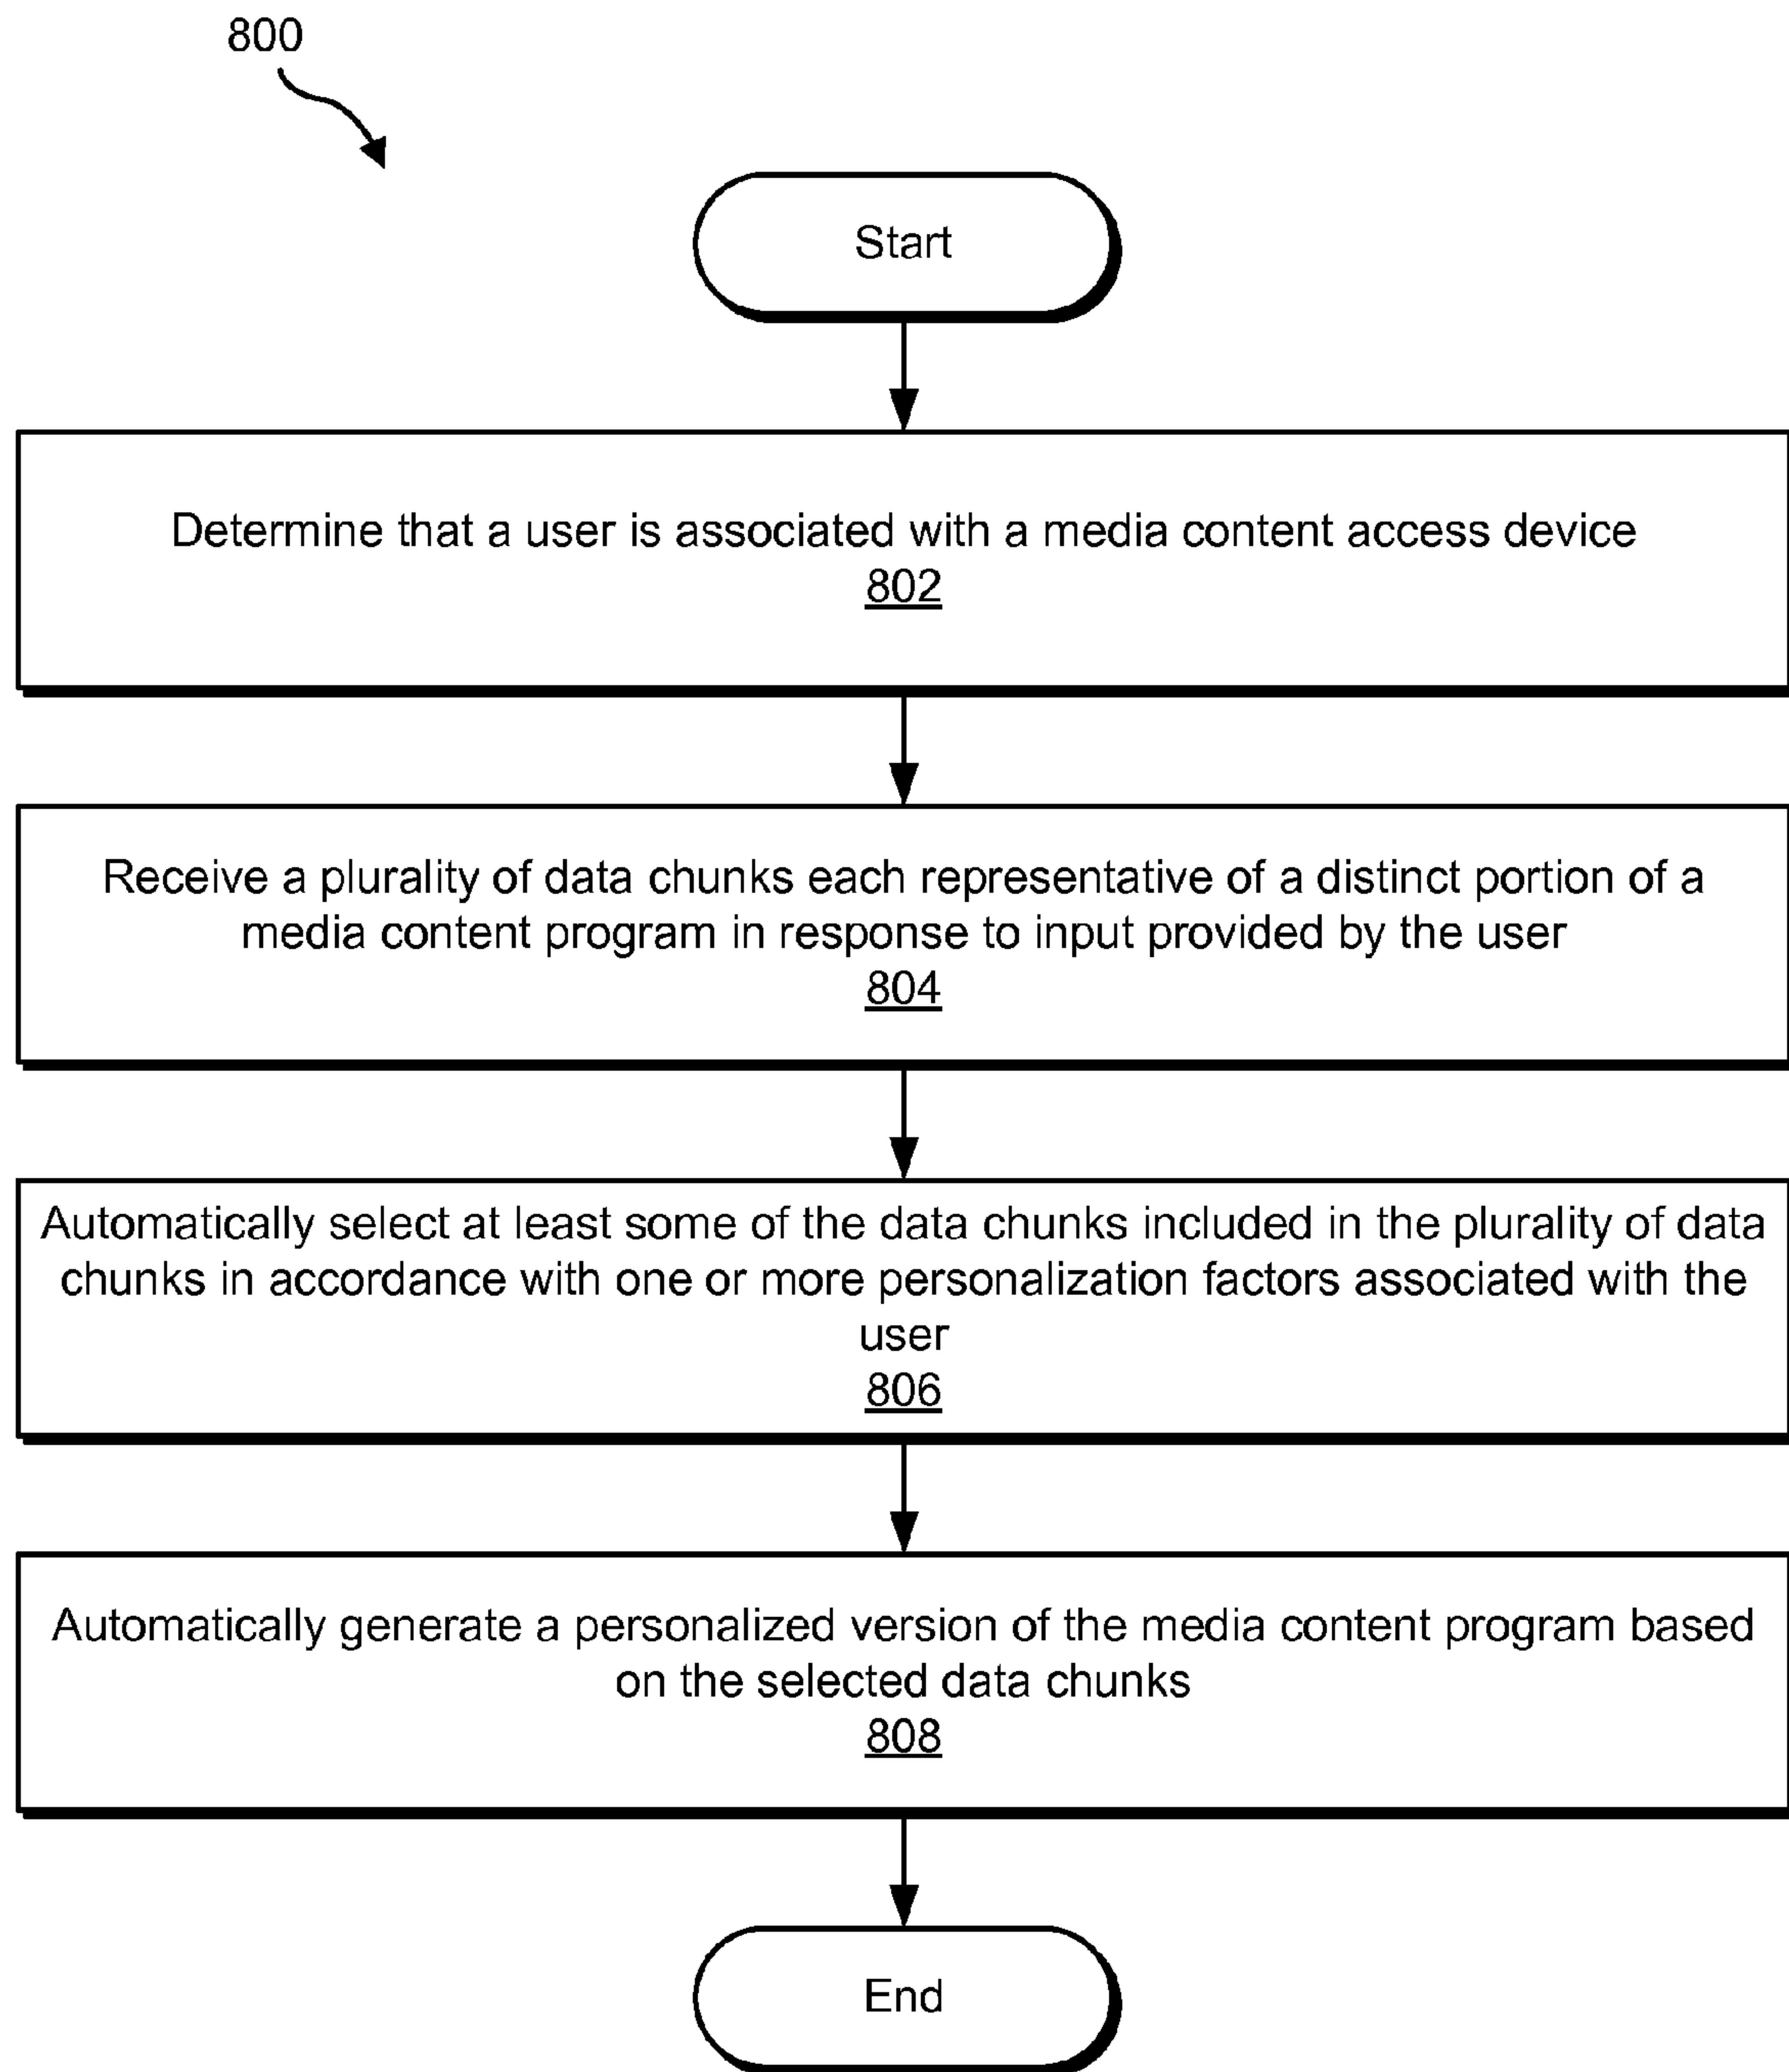 800
Start
Determine that a user is associated with a media content access device
802
Receive a plurality of data chunks each representative of a distinct portion of a
media content program in response to input provided by the user
804
Automatically select at least some of the data chunks included in the plurality of data
chunks in accordance with one or more personalization factors associated with the
user
806
Automatically generate a personalized version of the media content program based
on the selected data chunks
808
End